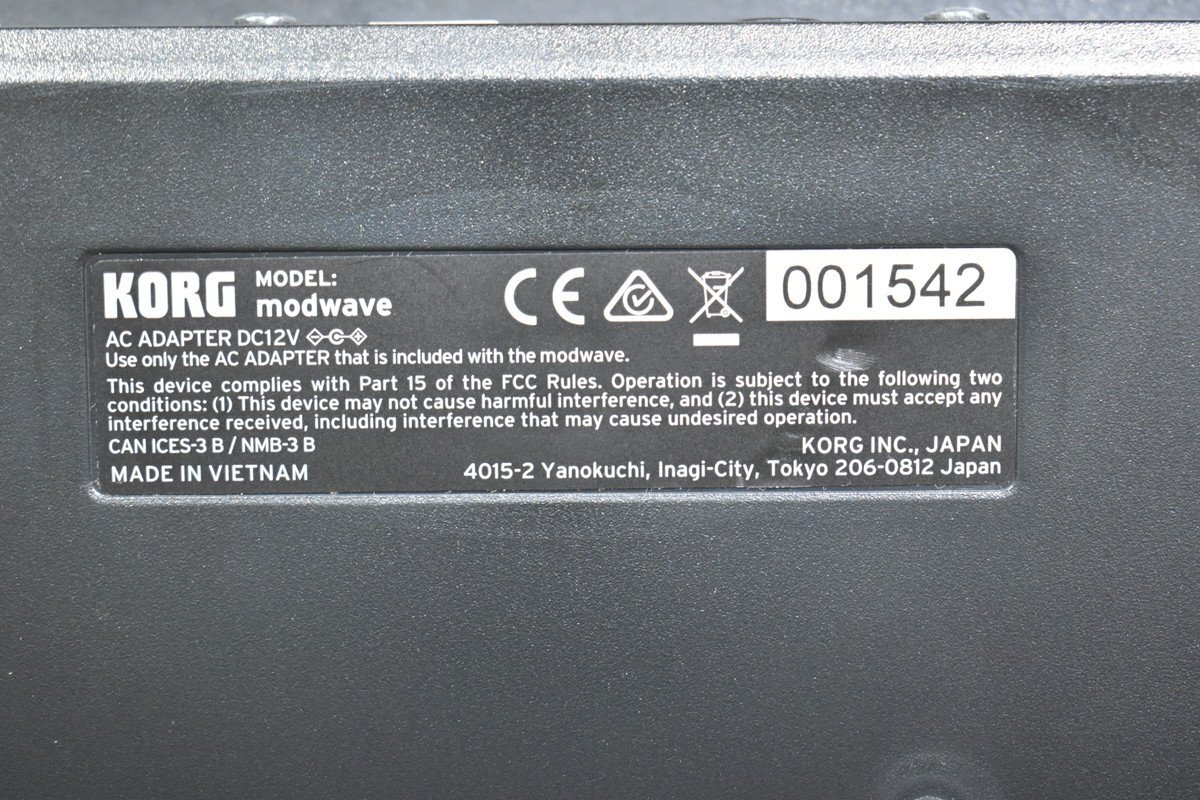 KORG MODEL: modwave CE 001542
AC ADAPTER DC12V
Use only the AC ADAPTER that is included with the modwave.
This device complies with Part 15 of the FCC Rules. Operation is subject to the following two
conditions: (1) This device may not cause harmful interference, and (2) this device must accept any
interference received, including interference that may cause undesired operation.
CAN ICES-3 B / NMB-3 B
KORG INC., JAPAN
MADE IN VIETNAM
4015-2 Yanokuchi, Inagi-City, Tokyo 206-0812 Japan